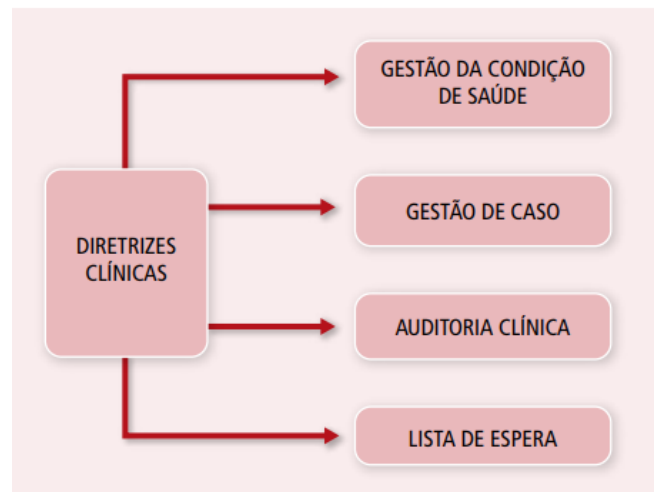 GESTÃO DA CONDIÇÃO
DE SAÚDE
GESTÃO DE CASO
DIRETRIZES
CLÍNICAS
AUDITORIA CLÍNICA
LISTA DE ESPERA